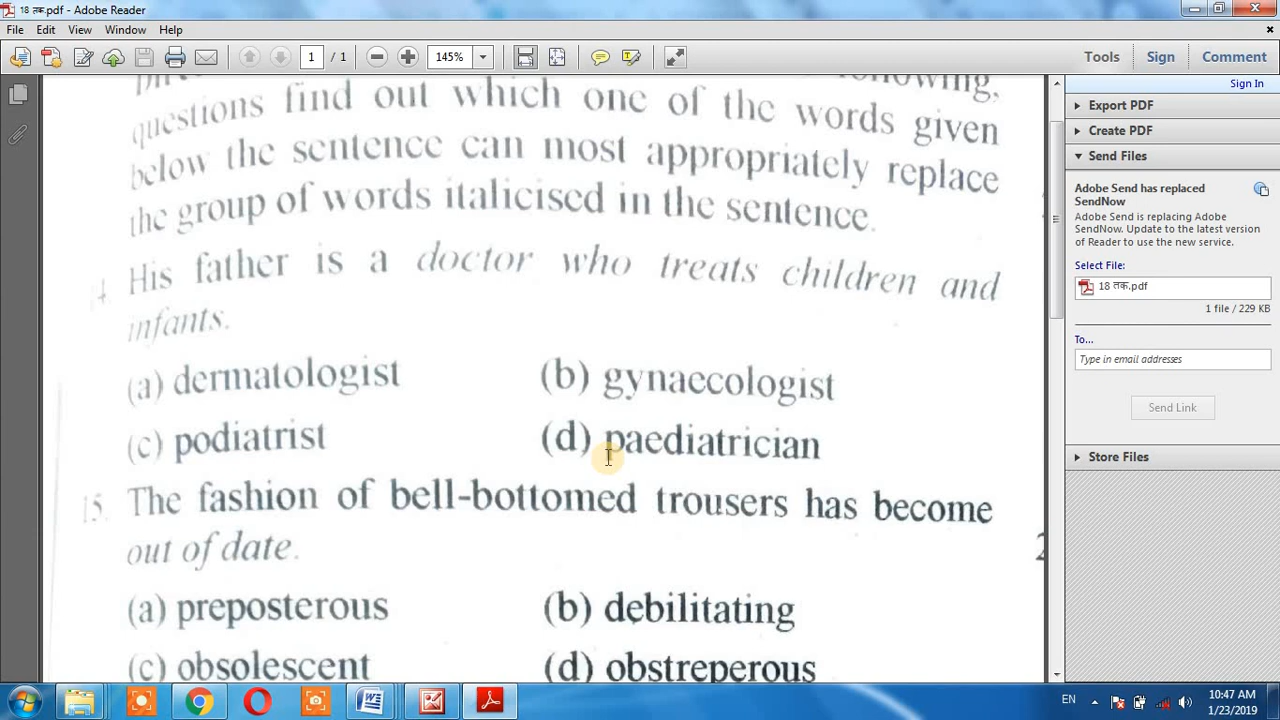 18 तक.pdf - Adobe Reader
File Edit View Window Help
1 / 1 145% Tools Sign Comment
Sign In
following,
questions find out which one of the words given
below the sentence can most appropriately replace
the group of words italicised in the sentence.
4 His father is a doctor who treats children and
infants.
(a) dermatologist (b) gynaecologist
(c) podiatrist (d) paediatrician
15. The fashion of bell-bottomed trousers has become
out of date.
(a) preposterous (b) debilitating
(c) obsolescent (d) obstreperous
Export PDF
Create PDF
Send Files
Adobe Send has replaced
SendNow.
Adobe Send is replacing Adobe
SendNow. Update to the latest version
of Reader to use the new service.
Select File:
18 तक.pdf
1 file / 229 KB
To...
Type in email addresses
Send Link
Store Files
EN 10:47 AM
1/23/2019